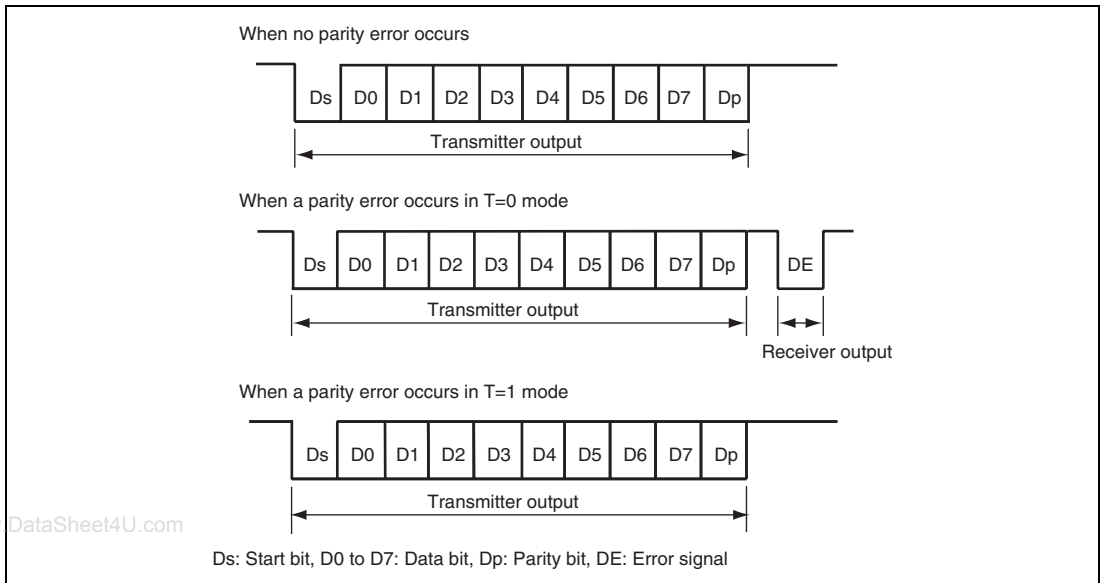 When no parity error occurs
Ds D0 D1 D2 D3 D4 D5 D6 D7 Dp
Transmitter output
When a parity error occurs in T=0 mode
Ds D0 D1 D2 D3 D4 D5 D6 D7 Dp DE
Transmitter output
Receiver output
When a parity error occurs in T=1 mode
Ds D0 D1 D2 D3 D4 D5 D6 D7 Dp
Transmitter output
DataSheet4U.com
Ds: Start bit, D0 to D7: Data bit, Dp: Parity bit, DE: Error signal